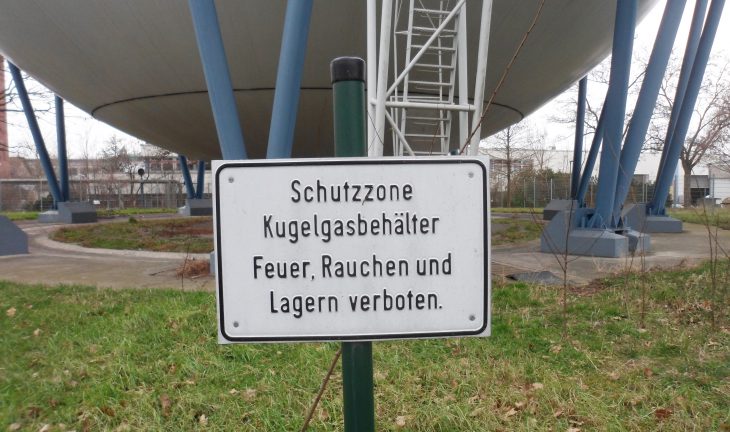 Schutzzone
Kugelgasbehälter
Feuer, Rauchen und
Lagern verboten.